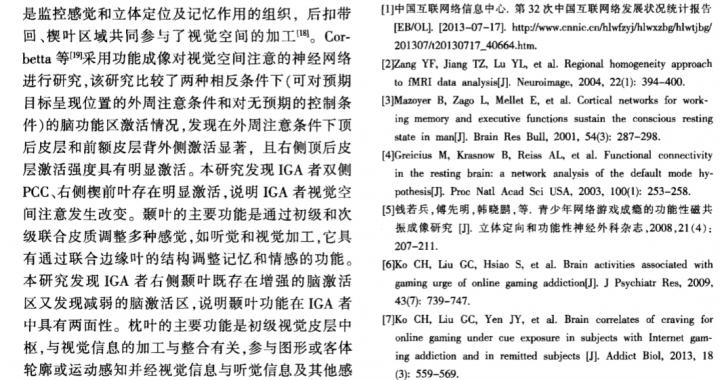 是监控感觉和立体定位及记忆作用的组织，后扣带
回、楔叶区域共同参与了视觉空间的加工[18]。Cor-
betta 等[19]采用功能成像对视觉空间注意的神经网络
进行研究,该研究比较了两种相反条件下(可对预期
目标呈现位置的外周注意条件和对无预期的控制条
件)的脑功能区激活情况,发现在外周注意条件下顶
后皮层和前额皮层背外侧激活显著，且右侧顶后皮
层激活强度具有明显激活。本研究发现 IGA 者双侧
PCC、右侧楔前叶存在明显激活,说明 IGA 者视觉空
间注意发生改变。颞叶的主要功能是通过初级和次
级联合皮质调整多种感觉,如听觉和视觉加工,它具
有通过联合边缘叶的结构调整记忆和情感的功能。
本研究发现 IGA 者右侧颞叶既存在增强的脑激活
区又发现减弱的脑激活区,说明颞叶功能在 IGA 者
中具有两面性。枕叶的主要功能是初级视觉皮层中
枢,与视觉信息的加工与整合有关,参与图形或客体
轮廓或运动感知并经视觉信息与听觉信息及其他感
[1]中国互联网络信息中心. 第 32 次中国互联网络发展状况统计报告
[EB/OL]. [2013-07-17]. http://www.cnnic.cn/hlwfzyj/hlwxzbg/hlwtjbg/
201307/t20130717_40664.htm.
[2]Zang YF, Jiang TZ, Lu YL, et al. Regional homogeneity approach
to fMRI data analysis[J]. Neuroimage, 2004, 22(1): 394-400.
[3]Mazoyer B, Zago L, Mellet E, et al. Cortical networks for work-
ing memory and executive functions sustain the conscious resting
state in man[J]. Brain Res Bull, 2001, 54(3): 287-298.
[4]Greicius M, Krasnow B, Reiss AL, et al. Functional connectivity
in the resting brain: a network analysis of the default mode hy-
pothesis[J]. Proc Natl Acad Sci USA, 2003, 100(1): 253-258.
[5]钱若兵,傅先明,韩晓鹏,等. 青少年网络游戏成瘾的功能性磁共
振成像研究 [J]. 立体定向和功能性神经外科杂志,2008,21(4):
207-211.
[6]Ko CH, Liu GC, Hsiao S, et al. Brain activities associated with
gaming urge of online gaming addiction[J]. J Psychiatr Res, 2009,
43(7): 739-747.
[7]Ko CH, Liu GC, Yen JY, et al. Brain correlates of craving for
online gaming under cue exposure in subjects with Internet gam-
ing addiction and in remitted subjects [J]. Addict Biol, 2013, 18
(3): 559-569.